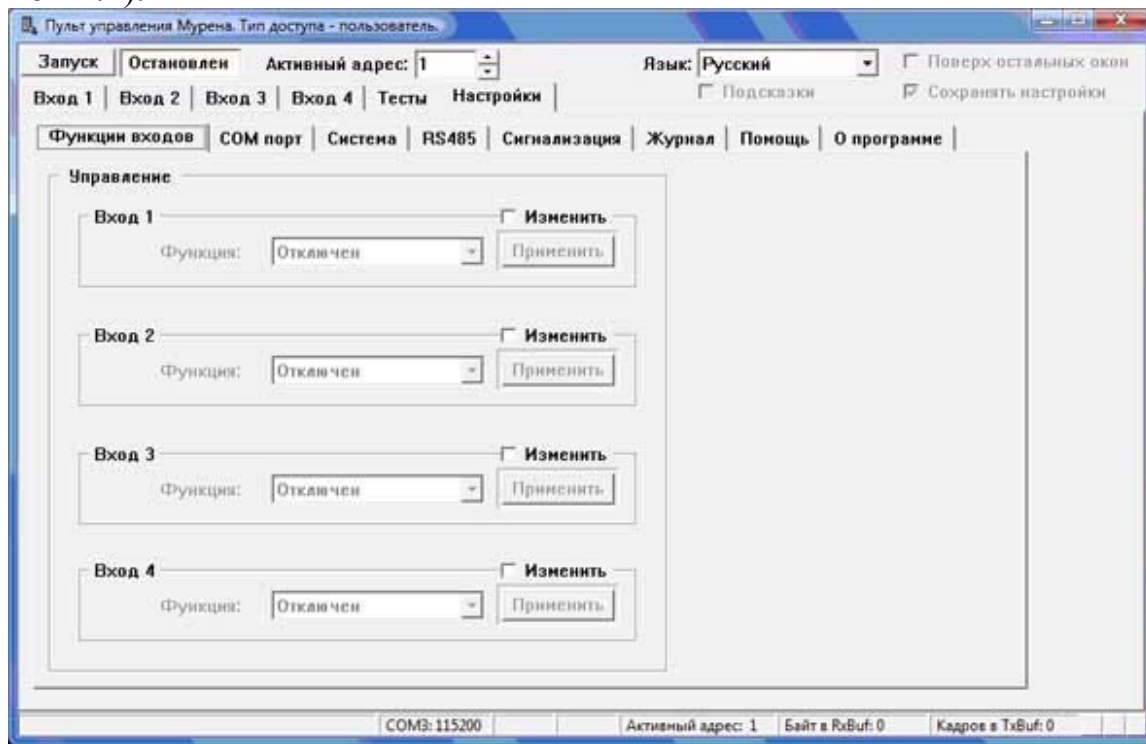 Пульт управления Мурена. Тип доступа - пользователь.
Запуск Остановлен Активный адрес: 1 Язык: Русский Поверх остальных окон
Вход 1 Вход 2 Вход 3 Вход 4 Тесты Настройки Подсказки Сохранять настройки
Функции входов COM порт Система RS485 Сигнализация Журнал Помощь О программе
Управление
Вход 1 Изменить
Функция: Отключен Применить
Вход 2 Изменить
Функция: Отключен Применить
Вход 3 Изменить
Функция: Отключен Применить
Вход 4 Изменить
Функция: Отключен Применить
COM3: 115200 Активный адрес: 1 Байт в RxBuf: 0 Кадров в TxBuf: 0